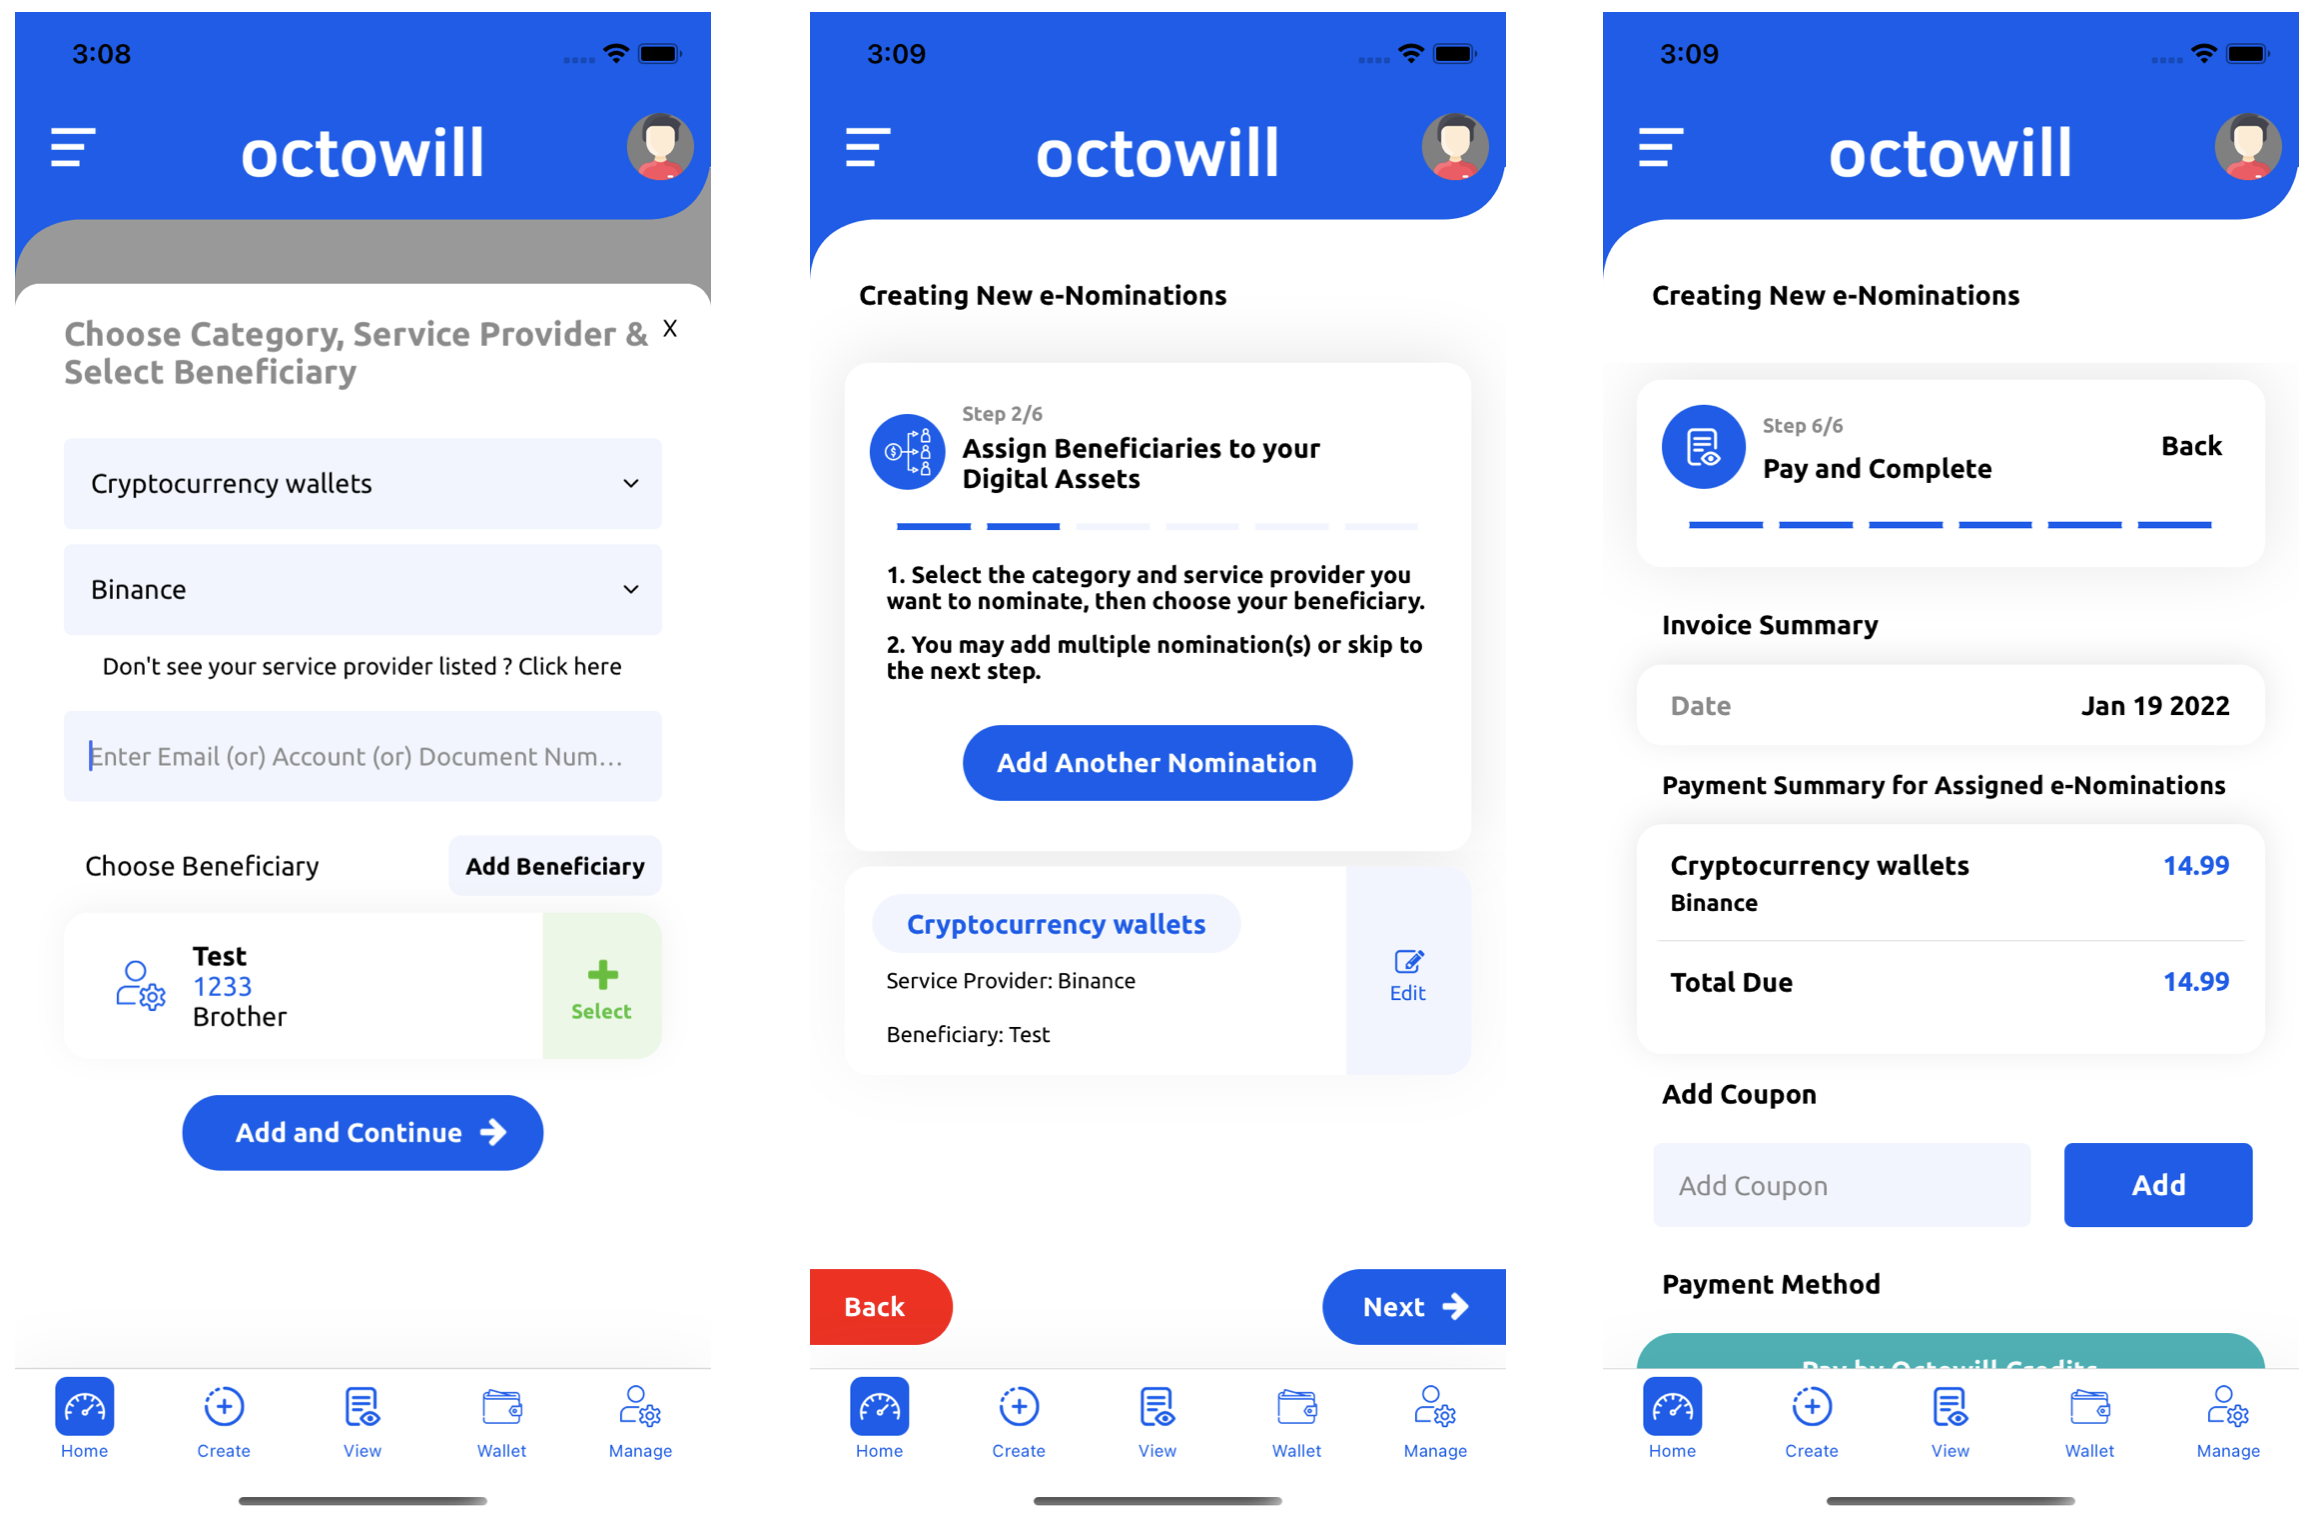 3:08
octowill
Choose Category, Service Provider &
Select Beneficiary
X
Cryptocurrency wallets
Binance
Don't see your service provider listed ? Click here
Enter Email (or) Account (or) Document Num...
Choose Beneficiary
Add Beneficiary
Test
1233
Brother
Select
Add and Continue
Home
Create
View
Wallet
Manage
3:09
octowill
Creating New e-Nominations
Step 2/6
Assign Beneficiaries to your
Digital Assets
1. Select the category and service provider you
want to nominate, then choose your beneficiary.
2. You may add multiple nomination(s) or skip to
the next step.
Add Another Nomination
Cryptocurrency wallets
Service Provider: Binance
Beneficiary: Test
Edit
Back
Next
Home
Create
View
Wallet
Manage
3:09
octowill
Creating New e-Nominations
Step 6/6
Pay and Complete
Back
Invoice Summary
Date
Jan 19 2022
Payment Summary for Assigned e-Nominations
Cryptocurrency wallets
14.99
Binance
Total Due
14.99
Add Coupon
Add Coupon
Add
Payment Method
Pay by Octowill Credits
Home
Create
View
Wallet
Manage